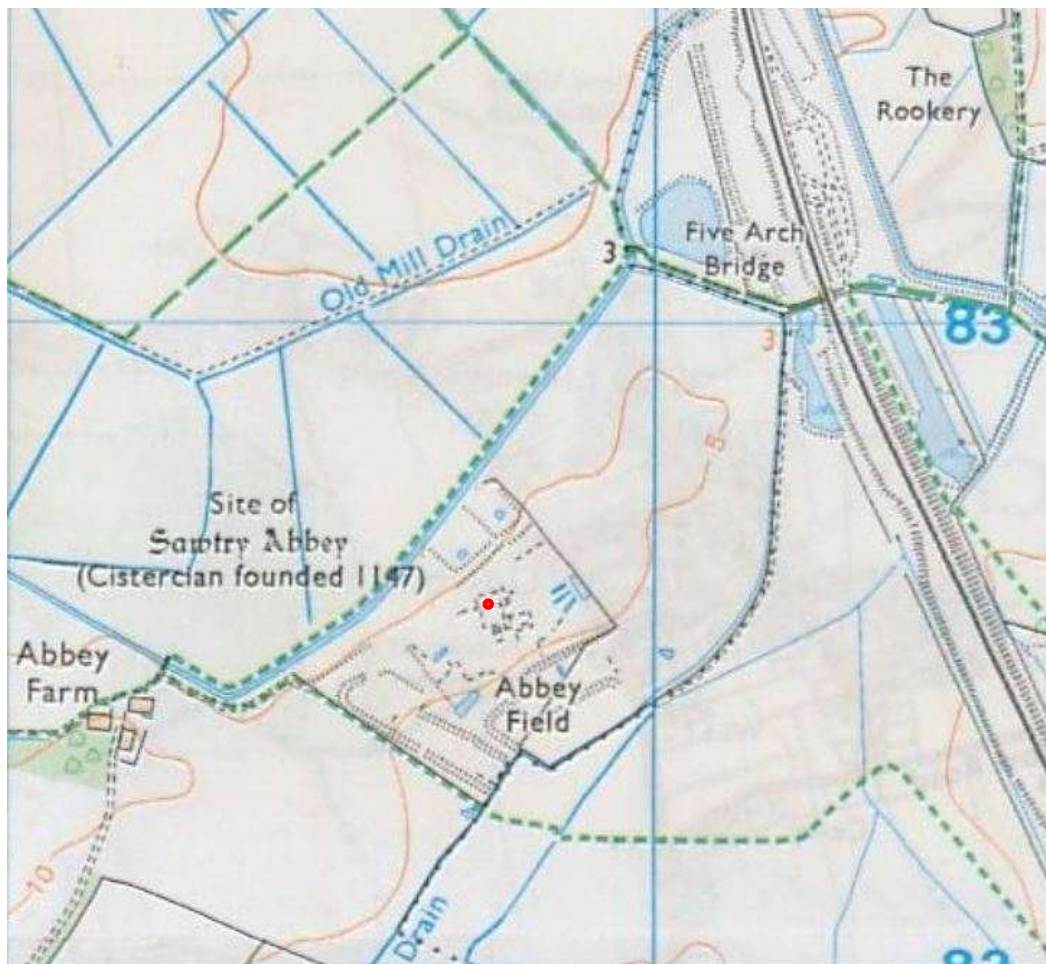 The
Rookery
Old Mill Drain
3
Five Arch
Bridge
83
3
5
Site of
Sawtry Abbey
(Cistercian founded 1147)
Abbey
Farm
Abbey
Field
10
Drain